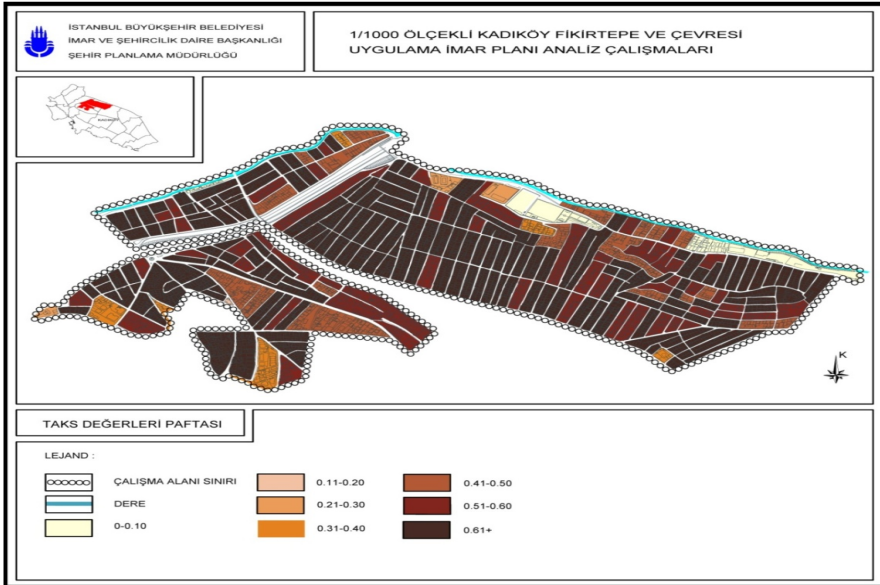 İSTANBUL BÜYÜKŞEHİR BELEDİYESİ
İMAR VE ŞEHİRCİLİK DAİRE BAŞKANLIĞI
ŞEHİR PLANLAMA MÜDÜRLÜĞÜ
1/1000 ÖLÇEKLİ KADIKÖY FİKİRTEPE VE ÇEVRESİ
UYGULAMA İMAR PLANI ANALİZ ÇALIŞMALARI
KADIKÖY
K
TAKS DEĞERLERİ PAFTASI
LEJAND :
ÇALIŞMA ALANI SINIRI
DERE
0-0.10
0.11-0.20
0.21-0.30
0.31-0.40
0.41-0.50
0.51-0.60
0.61+